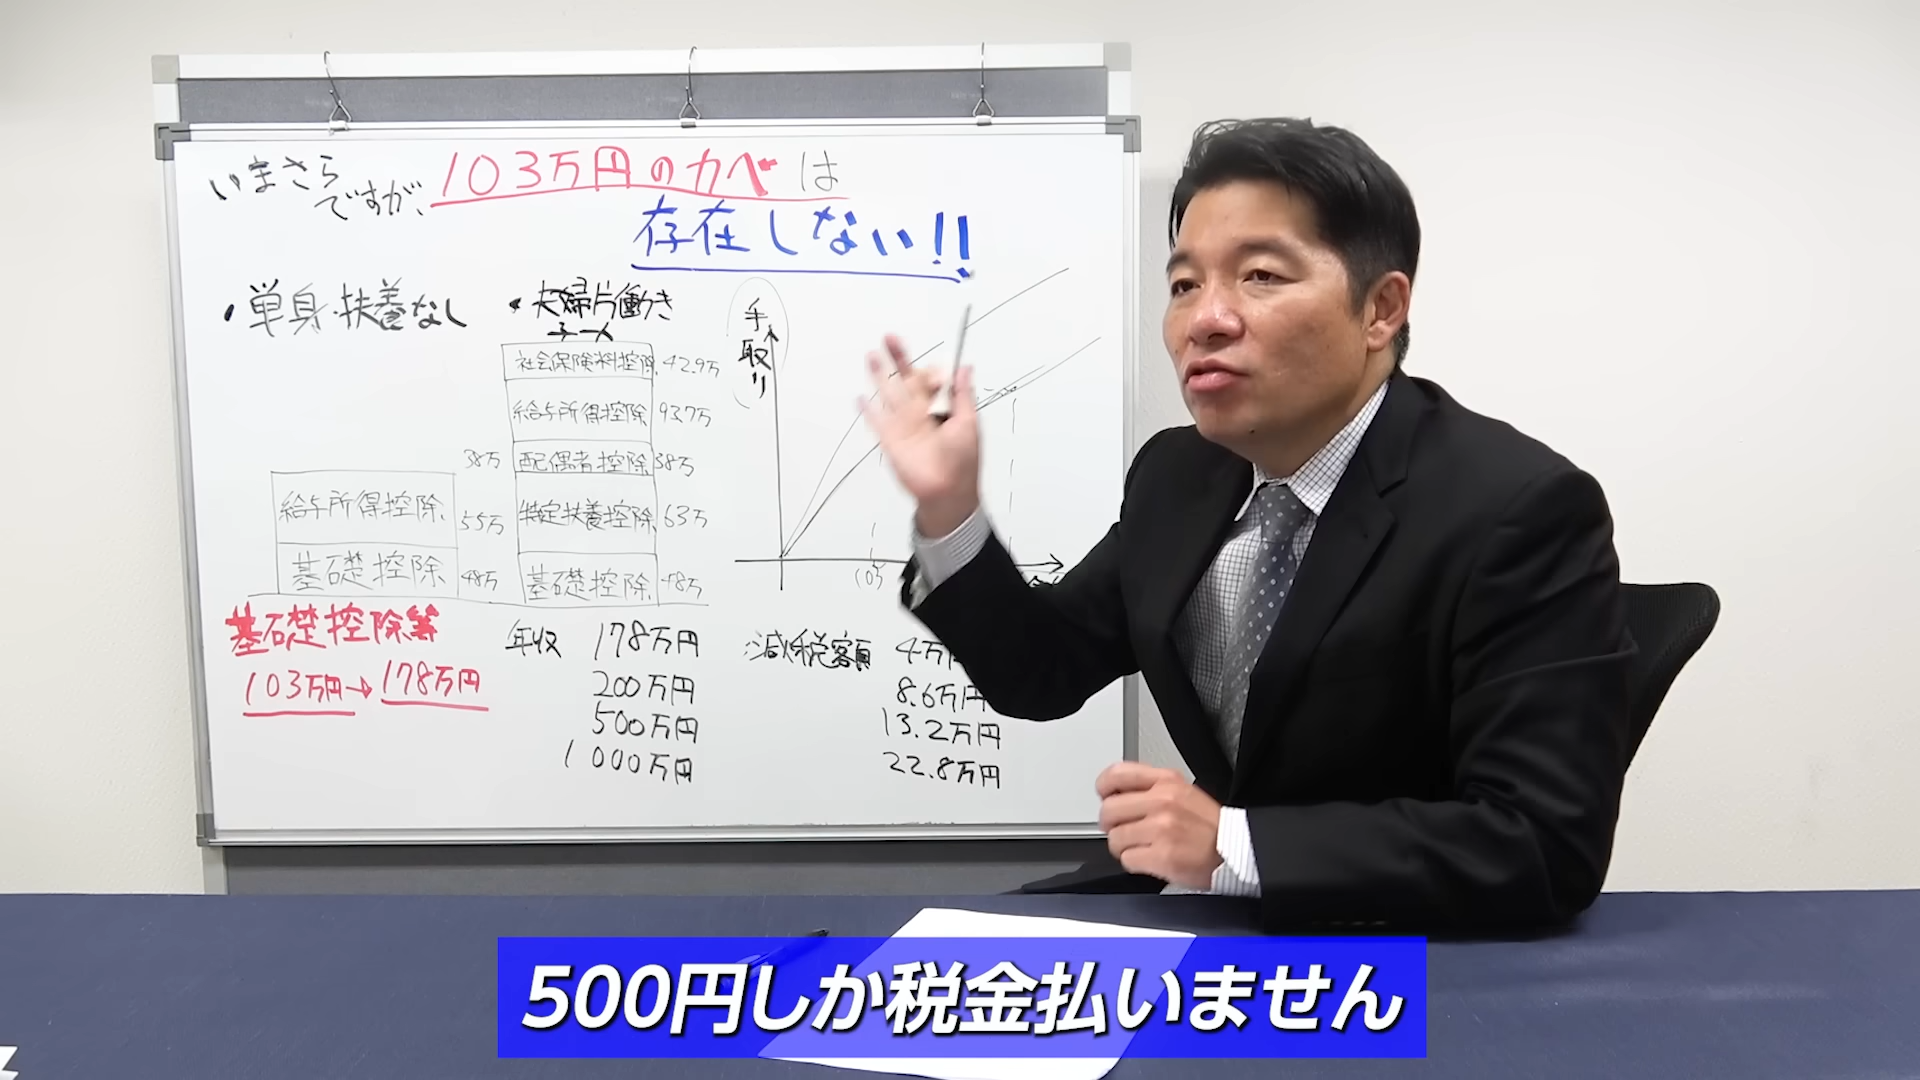 いまさら
ですが、
103万円のカベは
存在しない!!
・単身・扶養なし
・夫婦片働き
子一人
社会保険料控除 42.9万
給与所得控除 937万
38万 配偶者控除 38万
特定扶養控除 63万
給与所得控除 55万
基礎控除 48万
基礎控除 48万
手取り
103
基礎控除等
103万円→178万円
年収 178万円
200万円
500万円
1000万円
減税額 4万円
8.6万円
13.2万円
22.8万円
500円しか税金払いません